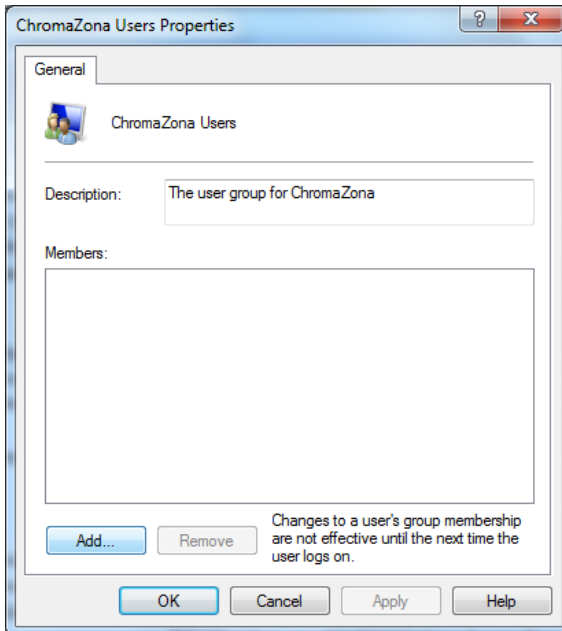 ChromaZona Users Properties
General
ChromaZona Users
Description:
The user group for ChromaZona
Members:
Add...
Remove
Changes to a user's group membership
are not effective until the next time the
user logs on.
OK
Cancel
Apply
Help